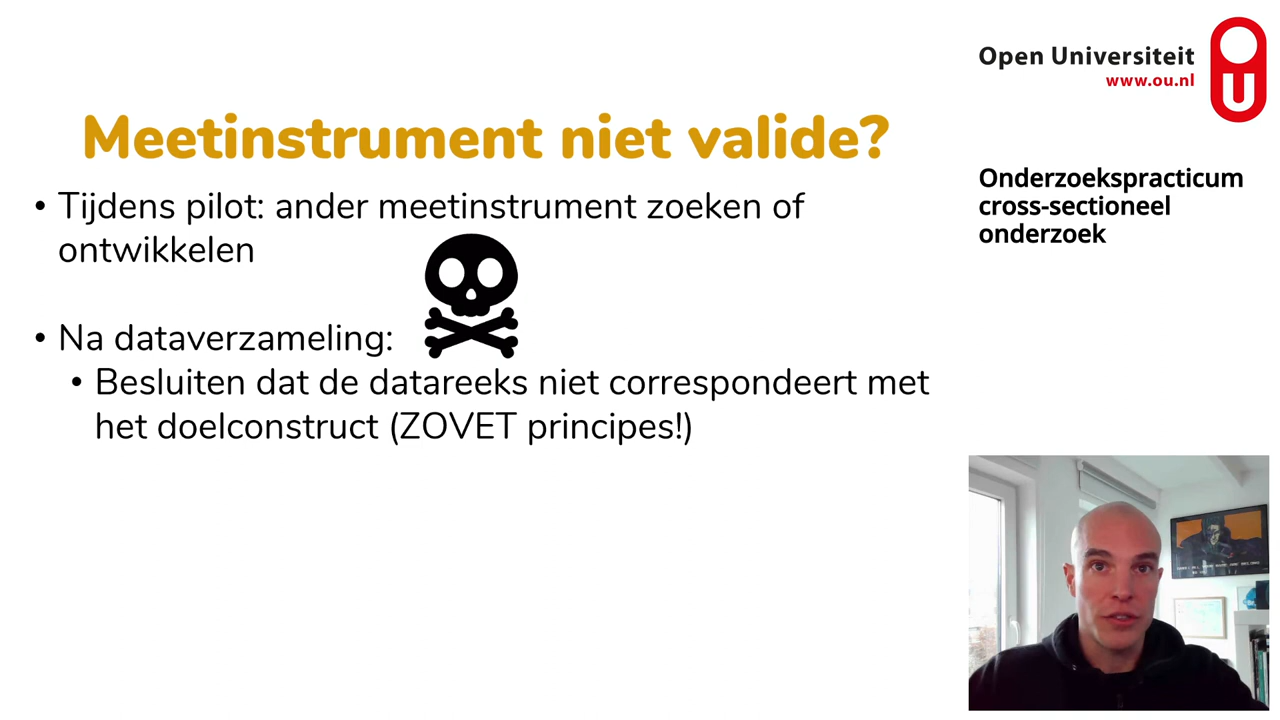 Open Universiteit
www.ou.nl
U
Meetinstrument niet valide?
Onderzoekspracticum
cross-sectioneel
onderzoek
• Tijdens pilot: ander meetinstrument zoeken of
ontwikkelen
• Na dataverzameling:
• Besluiten dat de datareeks niet correspondeert met
het doelconstruct (ZOVET principes!)